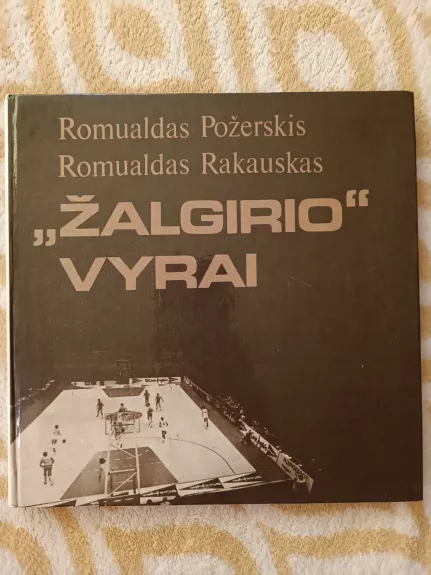 Romualdas Požerskis
Romualdas Rakauskas
„ŽALGIRIO“
VYRAI